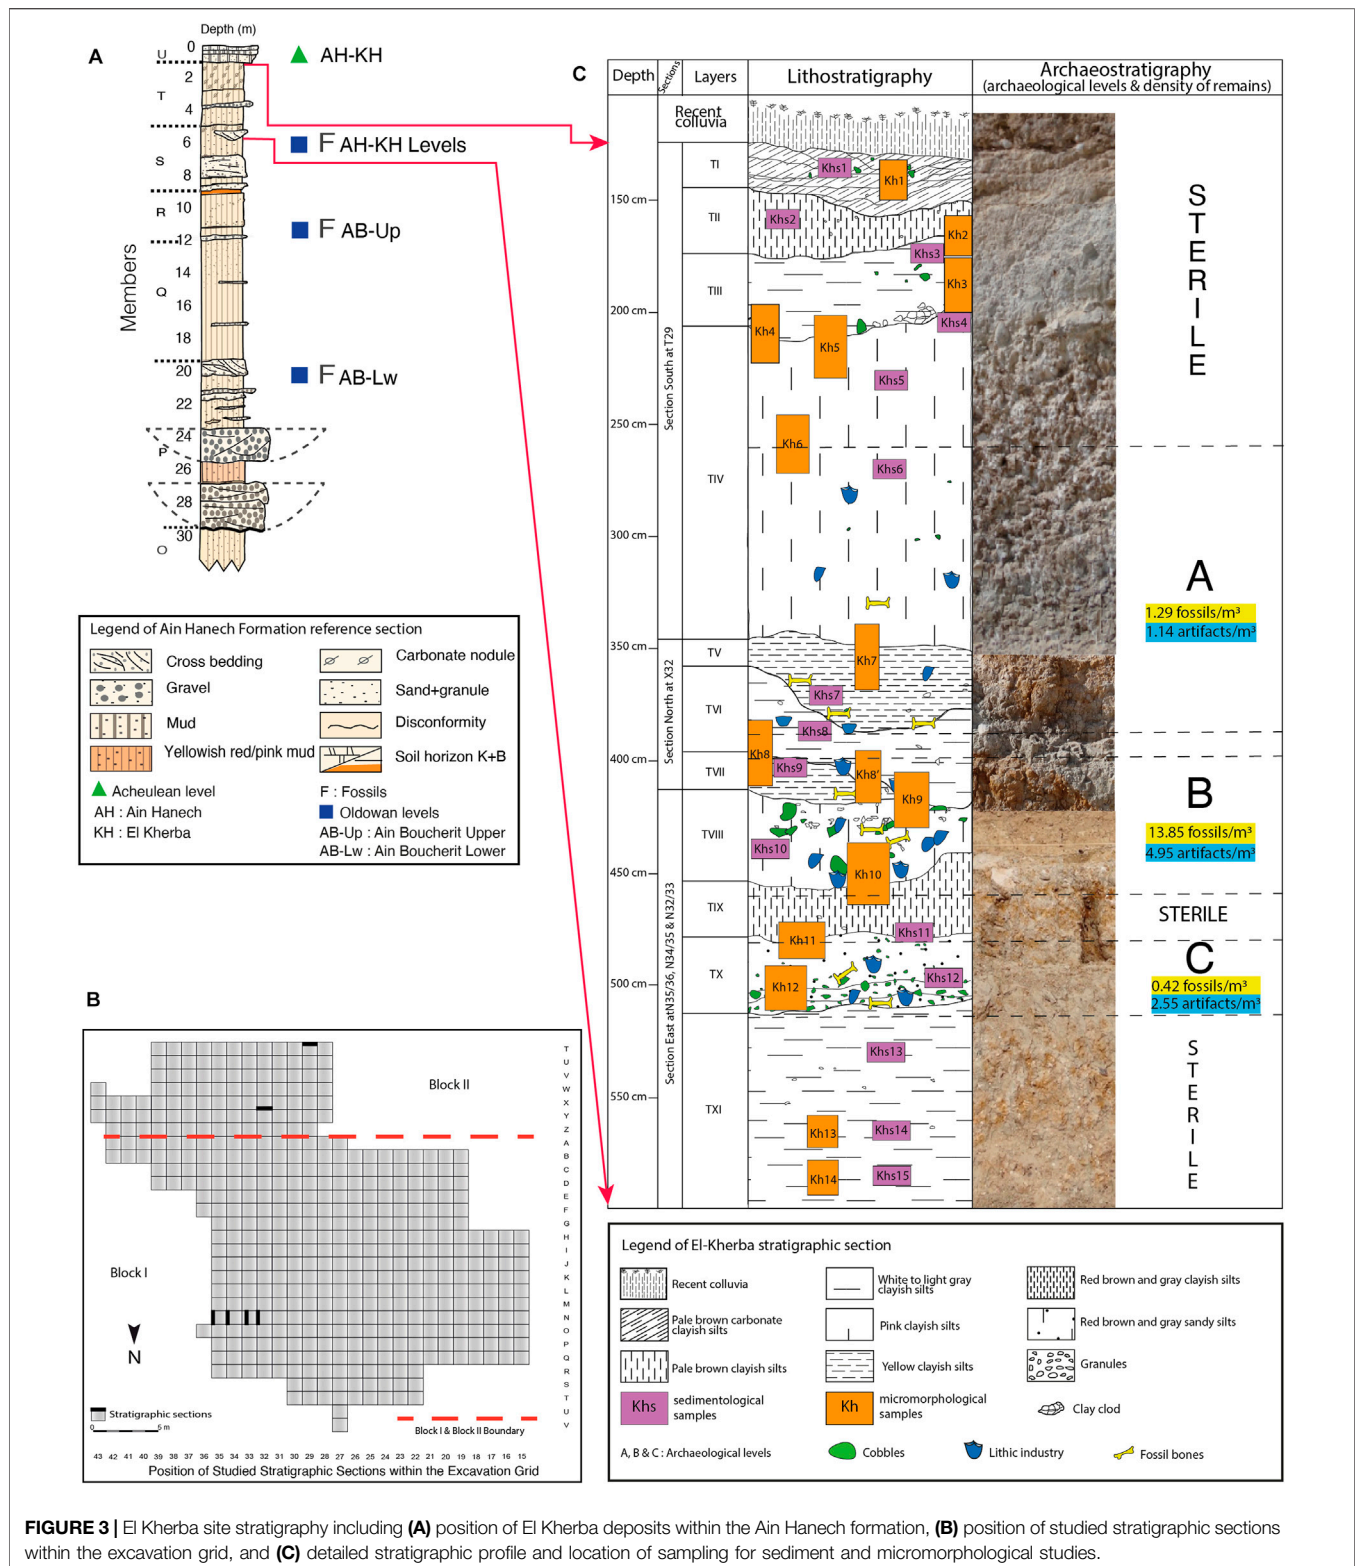 A
Depth (m)
0
2
4
6
8
10
12
14
16
18
20
22
24
26
28
30
Members
U
T
S
R
Q
P
O
AH-KH
F AH-KH Levels
F AB-Up
F AB-Lw
Legend of Ain Hanech Formation reference section
Cross bedding
Gravel
Mud
Yellowish red/pink mud
Acheulean level
AH : Ain Hanech
KH : El Kherba
Carbonate nodule
Sand+granule
Disconformity
Soil horizon K+B
F : Fossils
Oldowan levels
AB-Up : Ain Boucherit Upper
AB-Lw : Ain Boucherit Lower
B
Block II
Block I
N
T
U
V
W
X
Y
Z
A
B
C
D
E
F
G
H
I
J
K
L
M
N
O
P
Q
R
S
T
U
V
Stratigraphic sections
0 5 m
Block I & Block II Boundary
43 42 41 40 39 38 37 36 35 34 33 32 31 30 29 28 27 26 25 24 23 22 21 20 19 18 17 16 15
Position of Studied Stratigraphic Sections within the Excavation Grid
C
Depth
Sections
Layers
Lithostratigraphy
Archaeostratigraphy
(archaeological levels & density of remains)
Recent
colluvia
150 cm
200 cm
250 cm
300 cm
350 cm
400 cm
450 cm
500 cm
550 cm
Section South at T29
Section North at X32
Section East at N35/36, N34/35 & N32/33
TI
TII
TIII
TIV
TV
TVI
TVII
TVIII
TIX
TX
TXI
Khs1
Kh1
Khs2
Kh2
Khs3
Kh3
Khs4
Kh4
Kh5
Khs5
Kh6
Khs6
Kh7
Khs7
Khs8
Kh8
Khs9
Kh8'
Kh9
Khs10
Kh10
Khs11
Kh11
Khs12
Kh12
Khs13
Kh13
Khs14
Kh14
Khs15
STERILE
A
1.29 fossils/m³
1.14 artifacts/m³
B
13.85 fossils/m³
4.95 artifacts/m³
STERILE
C
0.42 fossils/m³
2.55 artifacts/m³
STERILE
Legend of El-Kherba stratigraphic section
Recent colluvia
Pale brown carbonate
clayish silts
Pale brown clayish silts
Khs
sedimentological
samples
A, B & C : Archaeological levels
White to light gray
clayish silts
Pink clayish silts
Yellow clayish silts
Kh
micromorphological
samples
Cobbles
Red brown and gray clayish silts
Red brown and gray sandy silts
Granules
Clay clod
Lithic industry
Fossil bones
FIGURE 3 | El Kherba site stratigraphy including (A) position of El Kherba deposits within the Ain Hanech formation, (B) position of studied stratigraphic sections
within the excavation grid, and (C) detailed stratigraphic profile and location of sampling for sediment and micromorphological studies.